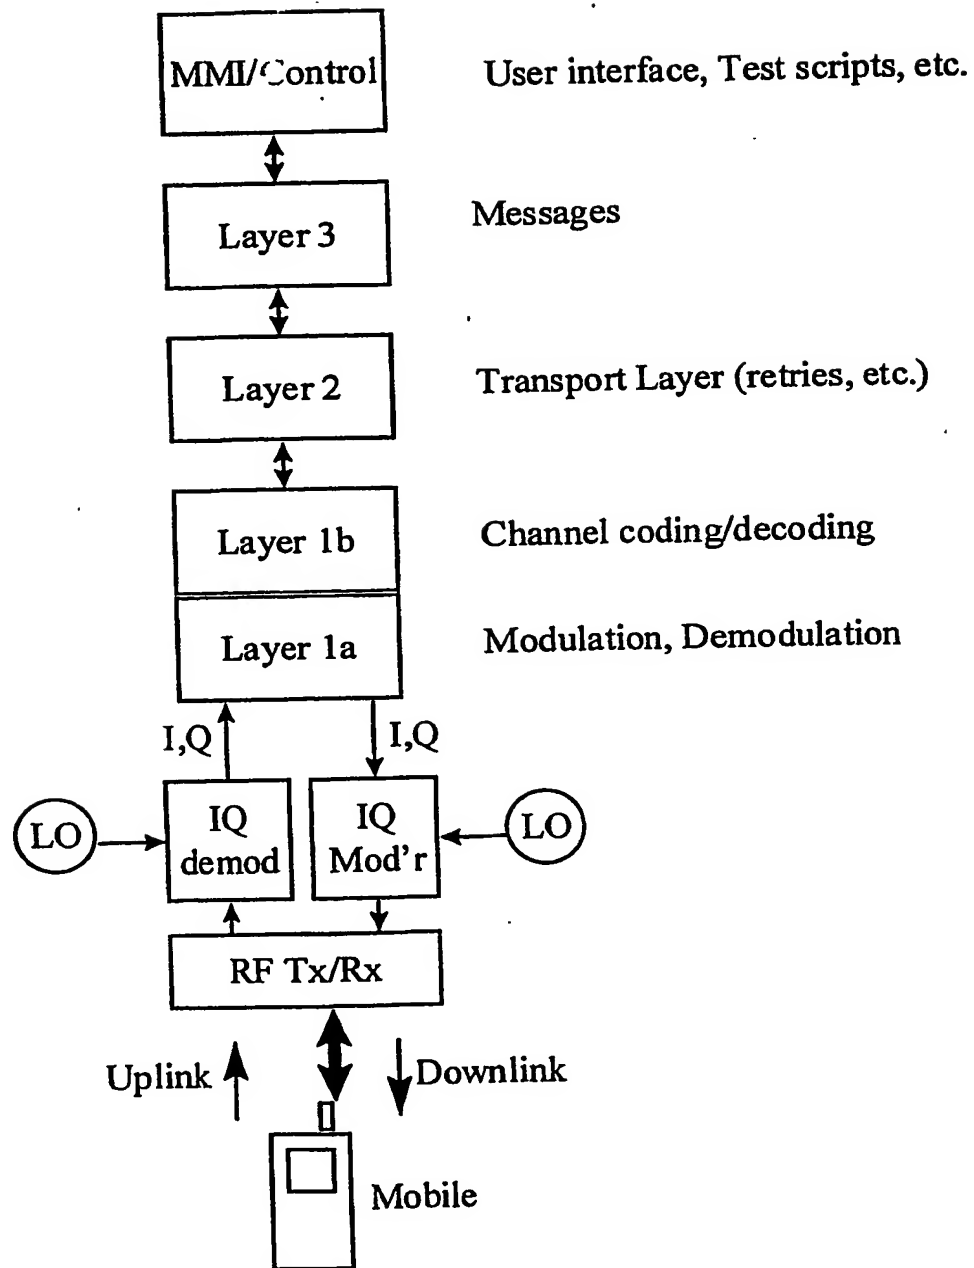 MMI/Control
User interface, Test scripts, etc.
Layer 3
Messages
Layer 2
Transport Layer (retries, etc.)
Layer 1b
Channel coding/decoding
Layer 1a
Modulation, Demodulation
I,Q
I,Q
LO
IQ
demod
IQ
Mod'r
LO
RF Tx/Rx
Uplink
Downlink
Mobile